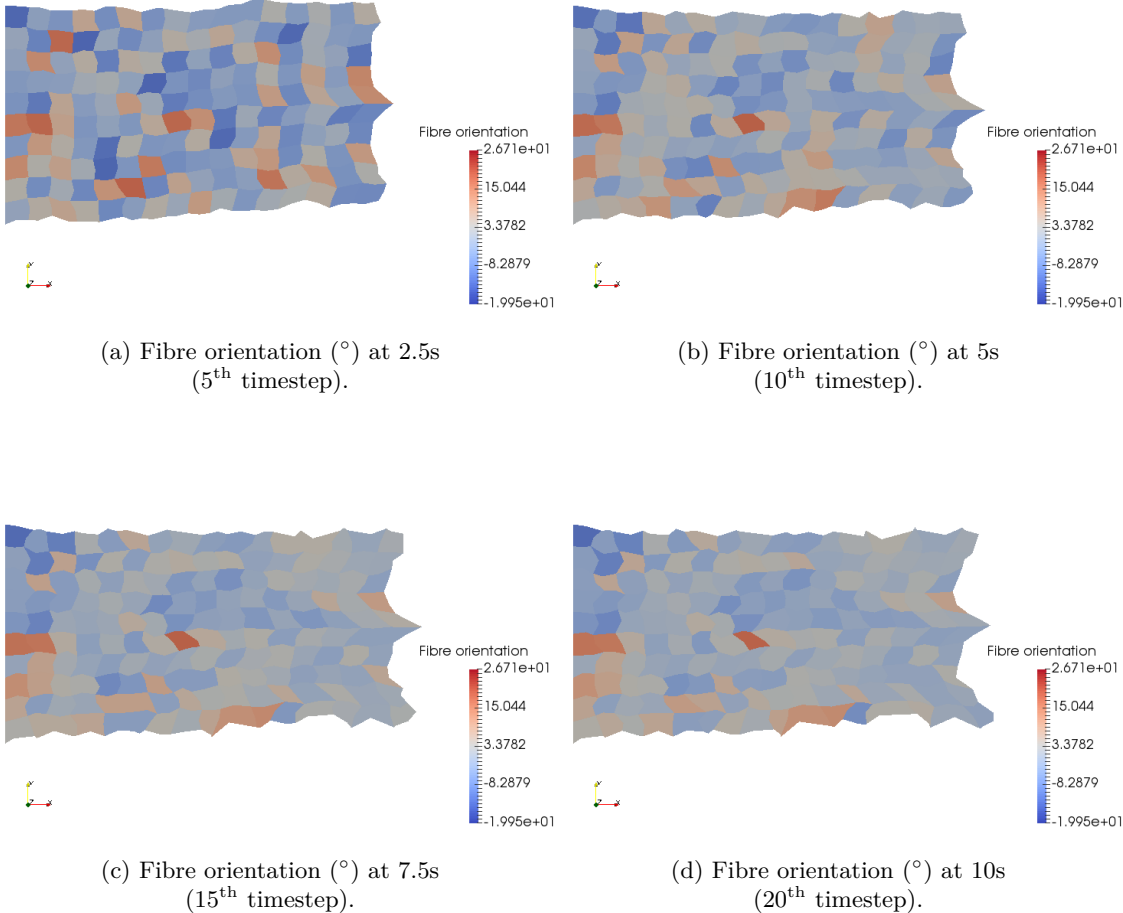 Fibre orientation
2.671e+01
15.044
3.3782
-8.2879
-1.995e+01
Y
Z X
(a) Fibre orientation (°) at 2.5s
(5th timestep).
Fibre orientation
2.671e+01
15.044
3.3782
-8.2879
-1.995e+01
Y
Z X
(b) Fibre orientation (°) at 5s
(10th timestep).
Fibre orientation
2.671e+01
15.044
3.3782
-8.2879
-1.995e+01
Y
Z X
(c) Fibre orientation (°) at 7.5s
(15th timestep).
Fibre orientation
2.671e+01
15.044
3.3782
-8.2879
-1.995e+01
Y
Z X
(d) Fibre orientation (°) at 10s
(20th timestep).